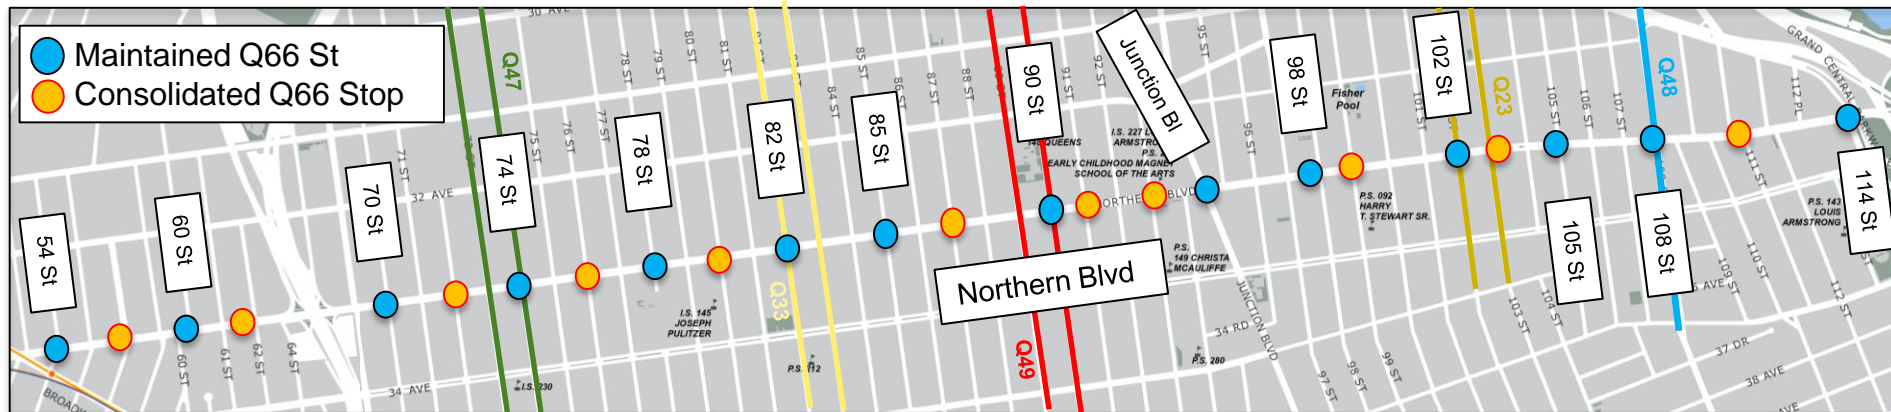 Maintained Q66 St
Consolidated Q66 Stop
30 AVE
Q47
78 ST
79 ST
80 ST
81 ST
85 ST
84 ST
86 ST
87 ST
88 ST
90 St
91 ST
92 ST
Junction Bl
95 ST
96 ST
98 St
Fisher
Pool
102 St
101 ST
Q23
105 ST
106 ST
107 ST
Q48
112 PL
GRAND CENTRAL
54 St
60 St
70 St
71 ST
32 AVE
74 St
75 ST
76 ST
77 ST
78 St
82 St
85 St
QUEENS
I.S. 227
EARLY CHILDHOOD MAGNET
SCHOOL OF THE ARTS
P.S. 092
HARRY
T. STEWART SR.
105 St
108 St
111 ST
110 ST
109 ST
112 ST
P.S. 143
LOUIS
ARMSTRONG
114 St
Northern Blvd
P.S.
149 CHRISTA
MCAULIFFE
JUNCTION BLVD
34 RD
I.S. 145
JOSEPH
PULITZER
Q33
Q49
60 ST
61 ST
62 ST
64 ST
34 AVE
I.S. 230
P.S. 280
97 ST
98 ST
99 ST
103 ST
104 ST
37 DR
38 AVE